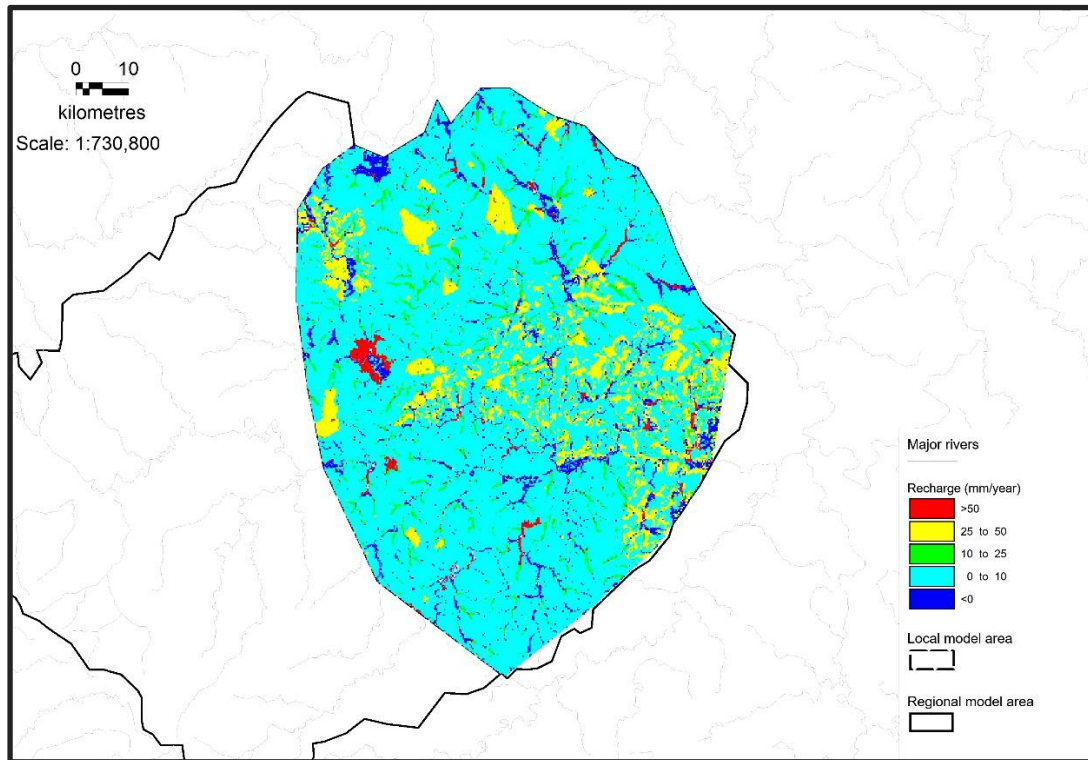 0 10
kilometres
Scale: 1:730,800
Major rivers
Recharge (mm/year)
>50
25 to 50
10 to 25
0 to 10
<0
Local model area
Regional model area